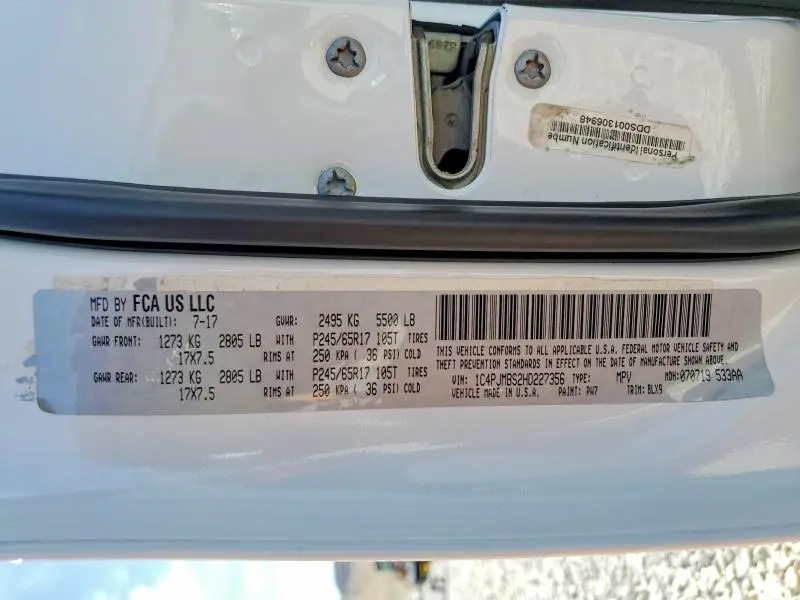 Personal Identification Numbe
DDS001306948
MFD BY FCA US LLC
DATE OF MFR(BUILT): 7-17 GVWR: 2495 KG 5500 LB
GAWR FRONT: 1273 KG 2805 LB WITH P245/65R17 105T TIRES
17X7.5 RIMS AT 250 KPA ( 36 PSI) COLD
GAWR REAR: 1273 KG 2805 LB WITH P245/65R17 105T TIRES
17X7.5 RIMS AT 250 KPA ( 36 PSI) COLD
THIS VEHICLE CONFORMS TO ALL APPLICABLE U.S.A. FEDERAL MOTOR VEHICLE SAFETY AND
THEFT PREVENTION STANDARDS IN EFFECT ON THE DATE OF MANUFACTURE SHOWN ABOVE.
VIN: 1C4PJMBS2HD227356 TYPE: MPV MDH: 070719 533AA
VEHICLE MADE IN U.S.A. PAINT: PW7 TRIM: BLX9